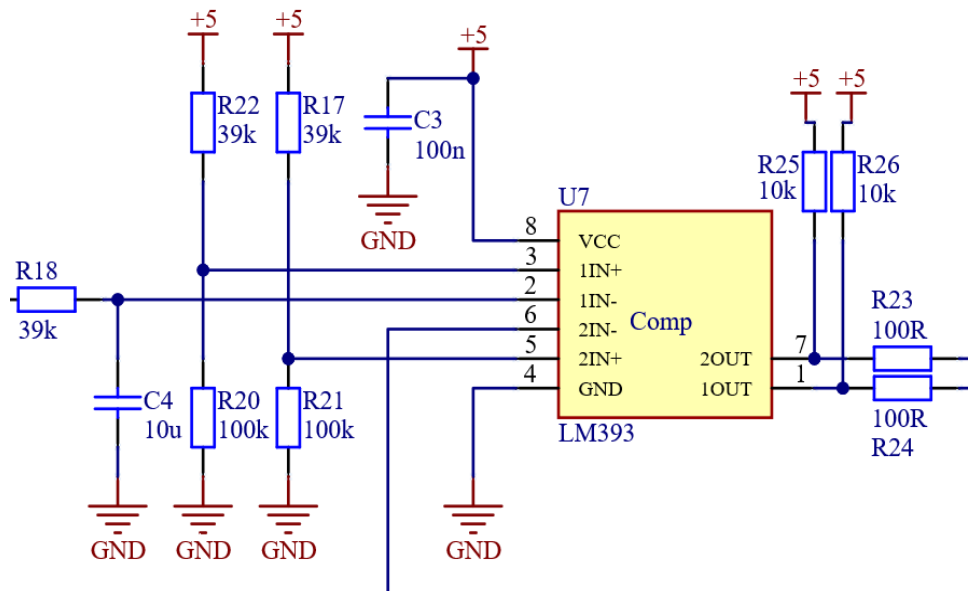 +5
+5
+5
+5
+5
R22
39k
R17
39k
C3
100n
GND
R25
10k
R26
10k
U7
8
VCC
3
1IN+
2
1IN-
6
2IN-
5
2IN+
4
GND
Comp
7
2OUT
1
1OUT
LM393
R18
39k
R23
100R
100R
R24
C4
10u
R20
100k
R21
100k
GND
GND
GND
GND